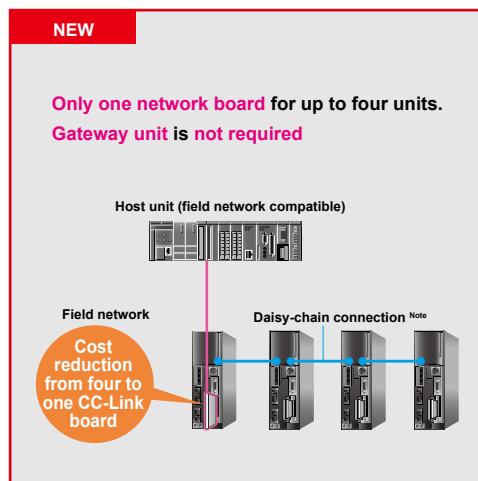 NEW
Only one network board for up to four units.
Gateway unit is not required
Host unit (field network compatible)
Field network
Daisy-chain connection Note
Cost
reduction
from four to
one CC-Link
board